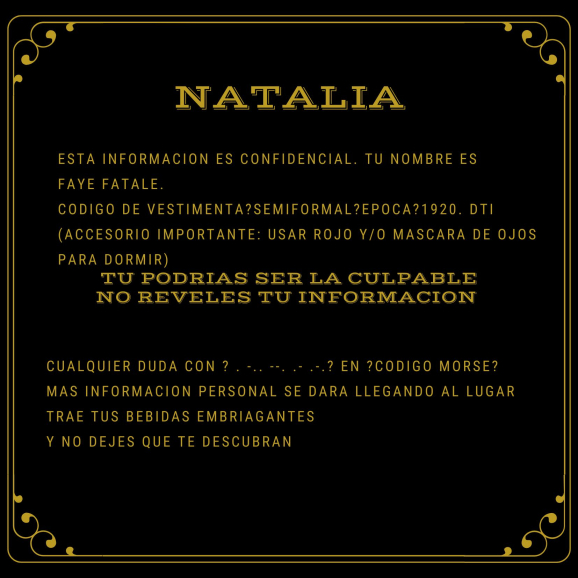 NATALIA
ESTA INFORMACION ES CONFIDENCIAL. TU NOMBRE ES
FAYE FATALE.
CODIGO DE VESTIMENTA?SEMIFORMAL?EPOCA?1920. DTI
(ACCESORIO IMPORTANTE: USAR ROJO Y/O MASCARA DE OJOS
PARA DORMIR)
TU PODRIAS SER LA CULPABLE
NO REVELES TU INFORMACION
CUALQUIER DUDA CON ? . -.. --. .- .-.? EN ?CODIGO MORSE?
MAS INFORMACION PERSONAL SE DARA LLEGANDO AL LUGAR
TRAE TUS BEBIDAS EMBRIAGANTES
Y NO DEJES QUE TE DESCUBRAN